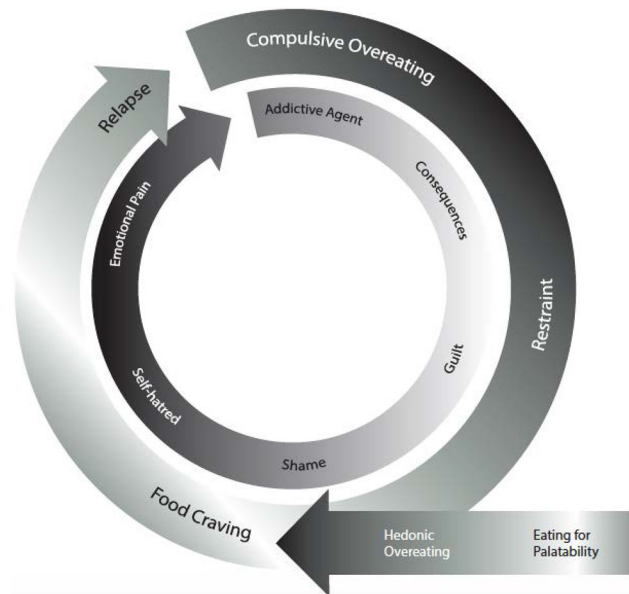 Compulsive Overeating
Restraint
Food Craving
Relapse
Addictive Agent
Consequences
Guilt
Shame
Self-hatred
Emotional Pain
Hedonic
Overeating
Eating for
Palatability